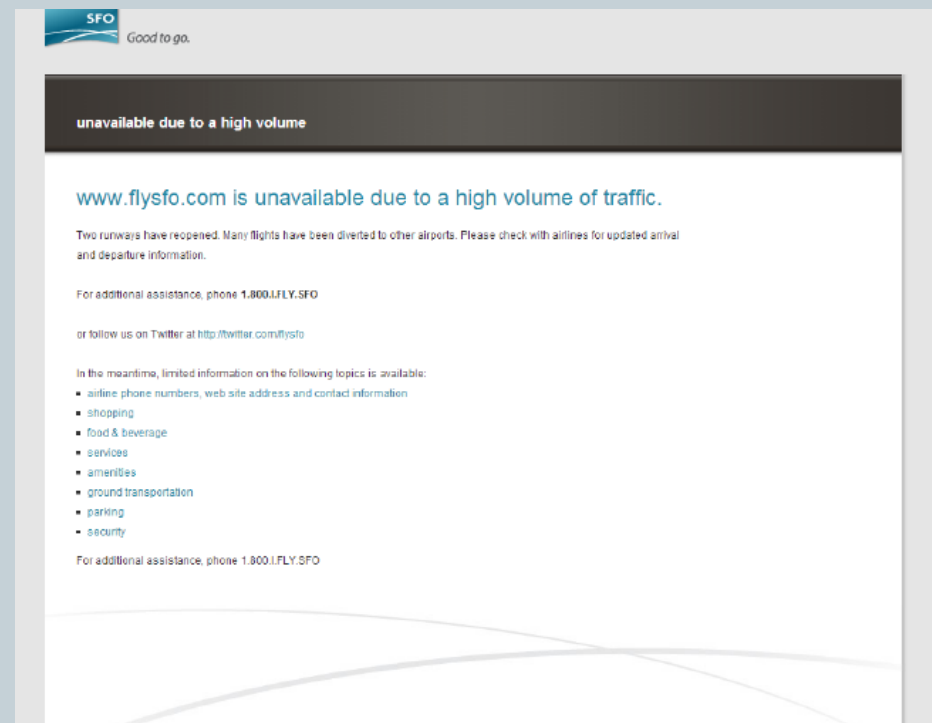 SFO
Good to go.
unavailable due to a high volume
www.flysfo.com is unavailable due to a high volume of traffic.
Two runways have reopened. Many flights have been diverted to other airports. Please check with airlines for updated arrival
and departure information.
For additional assistance, phone 1.800.I.FLY.SFO
or follow us on Twitter at http://twitter.com/flysfo
In the meantime, limited information on the following topics is available:
▪ airline phone numbers, web site address and contact information
▪ shopping
▪ food & beverage
▪ services
▪ amenities
▪ ground transportation
▪ parking
▪ security
For additional assistance, phone 1.800.I.FLY.SFO